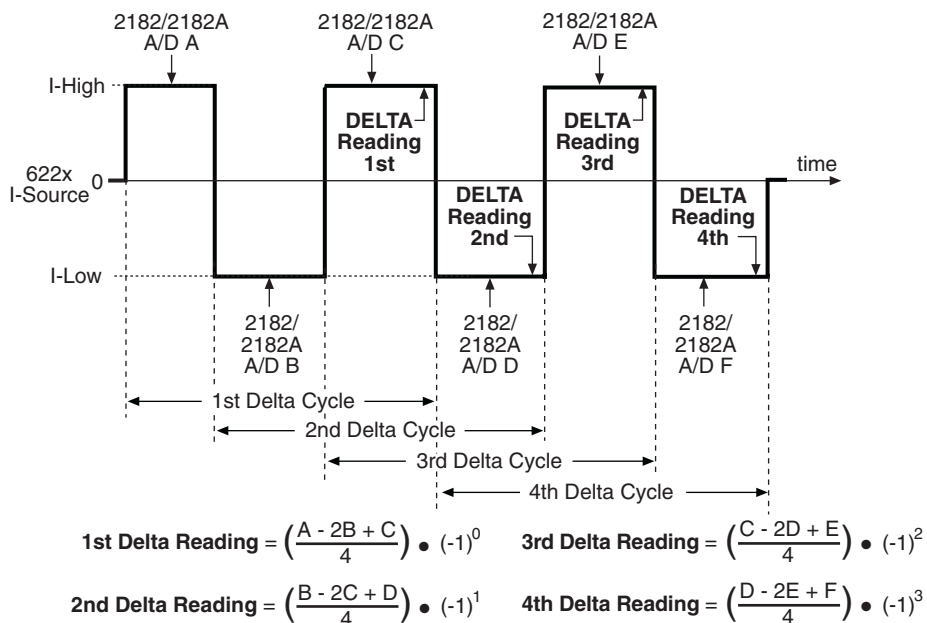 2182/2182A
A/D A
2182/2182A
A/D C
2182/2182A
A/D E
I-High
DELTA
Reading
1st
DELTA
Reading
3rd
622x
I-Source
0
time
DELTA
Reading
2nd
DELTA
Reading
4th
I-Low
2182/
2182A
A/D B
2182/
2182A
A/D D
2182/
2182A
A/D F
1st Delta Cycle
2nd Delta Cycle
3rd Delta Cycle
4th Delta Cycle
1st Delta Reading = (A - 2B + C / 4) • (-1)^0
3rd Delta Reading = (C - 2D + E / 4) • (-1)^2
2nd Delta Reading = (B - 2C + D / 4) • (-1)^1
4th Delta Reading = (D - 2E + F / 4) • (-1)^3